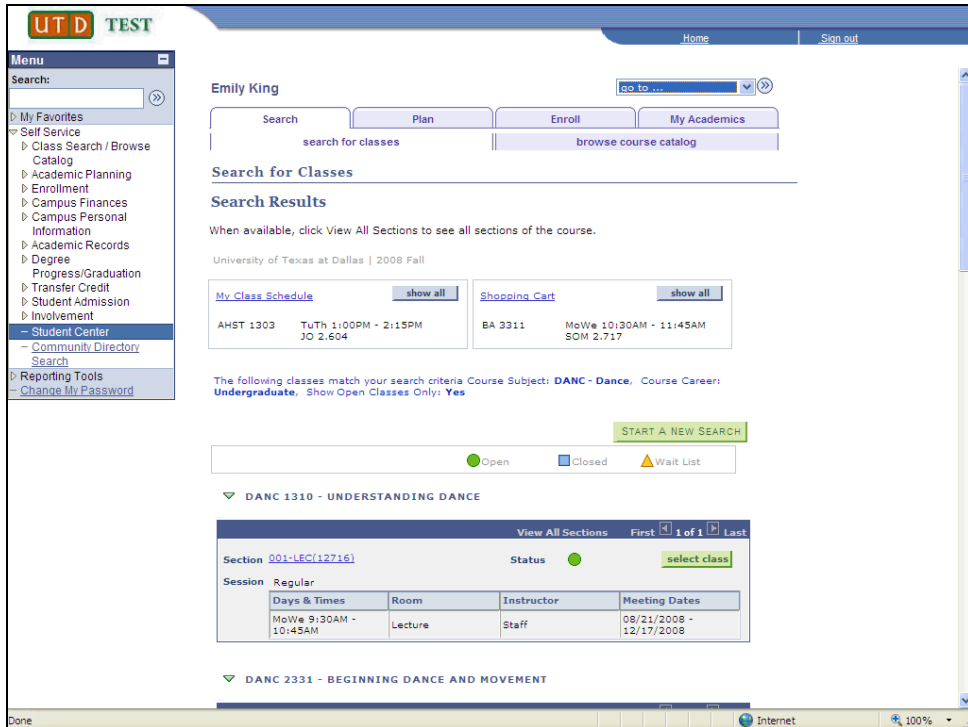 UTD TEST
Home Sign out
Menu
Search:
My Favorites
Self Service
Class Search / Browse
Catalog
Academic Planning
Enrollment
Campus Finances
Campus Personal
Information
Academic Records
Degree
Progress/Graduation
Transfer Credit
Student Admission
Involvement
Student Center
Community Directory
Search
Reporting Tools
Change My Password
Emily King
go to ...
Search Plan Enroll My Academics
search for classes browse course catalog
Search for Classes
Search Results
When available, click View All Sections to see all sections of the course.
University of Texas at Dallas | 2008 Fall
My Class Schedule show all
AHST 1303 TuTh 1:00PM - 2:15PM
JO 2.604
Shopping Cart show all
BA 3311 MoWe 10:30AM - 11:45AM
SOM 2.717
The following classes match your search criteria Course Subject: DANC - Dance, Course Career:
Undergraduate, Show Open Classes Only: Yes
START A NEW SEARCH
Open Closed Wait List
DANC 1310 - UNDERSTANDING DANCE
View All Sections First 1 of 1 Last
Section 001-LEC(12716) Status select class
Session Regular
Days & Times Room Instructor Meeting Dates
MoWe 9:30AM - Lecture Staff 08/21/2008 -
10:45AM 12/17/2008
DANC 2331 - BEGINNING DANCE AND MOVEMENT
Done Internet 100%